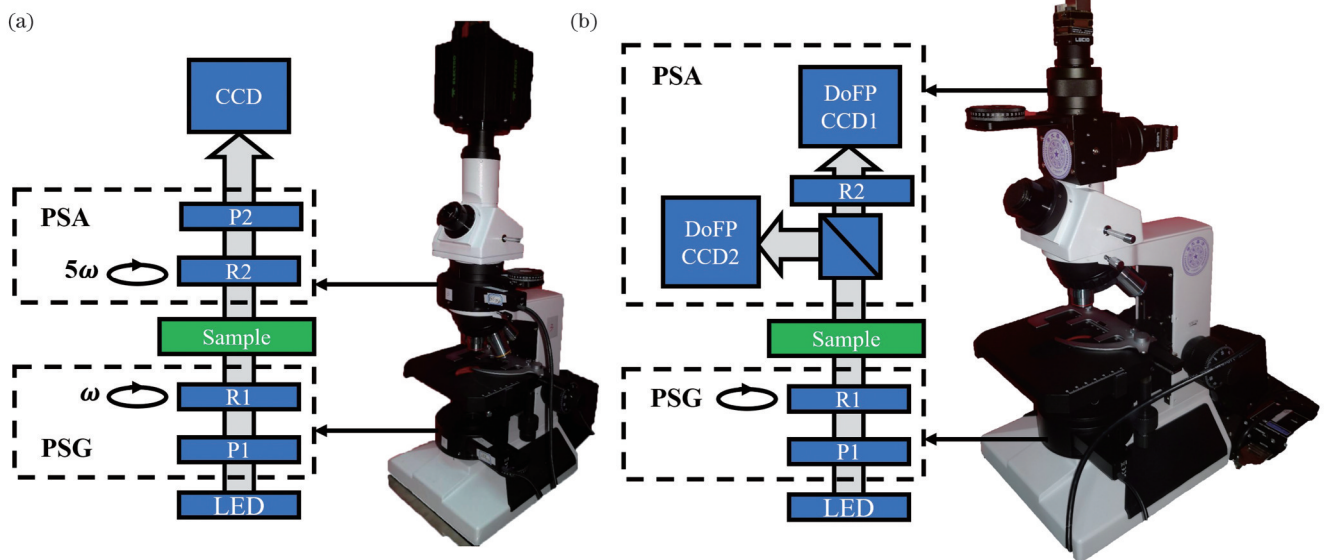 (a)
CCD
PSA
P2
5ω
R2
Sample
ω
R1
PSG
P1
LED
(b)
PSA
DoFP
CCD1
R2
DoFP
CCD2
Sample
PSG
R1
P1
LED